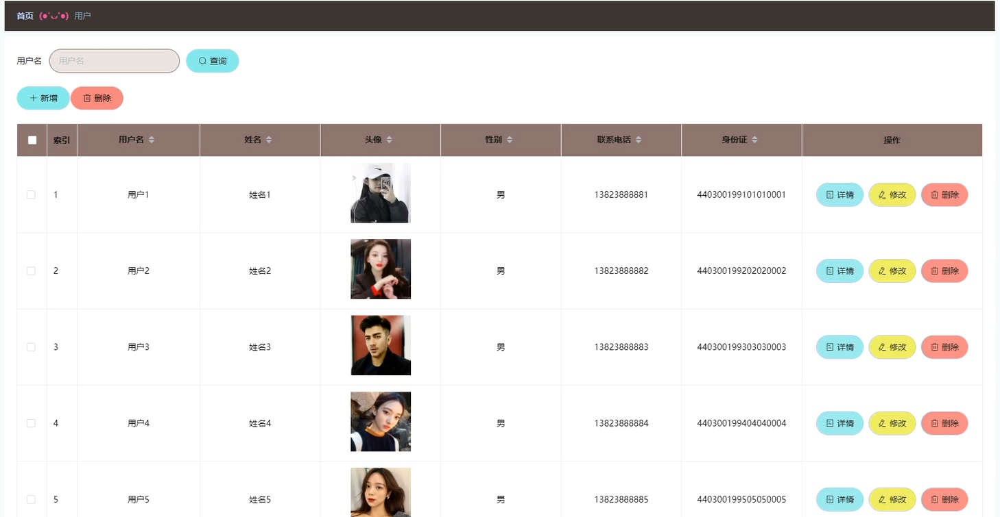 首页 (●'◡'●) 用户
用户名 用户名 查询
新增 删除
索引 用户名 姓名 头像 性别 联系电话 身份证 操作
1 用户1 姓名1 男 13823888881 440300199101010001 详情 修改 删除
2 用户2 姓名2 男 13823888882 440300199202020002 详情 修改 删除
3 用户3 姓名3 男 13823888883 440300199303030003 详情 修改 删除
4 用户4 姓名4 男 13823888884 440300199404040004 详情 修改 删除
5 用户5 姓名5 男 13823888885 440300199505050005 详情 修改 删除